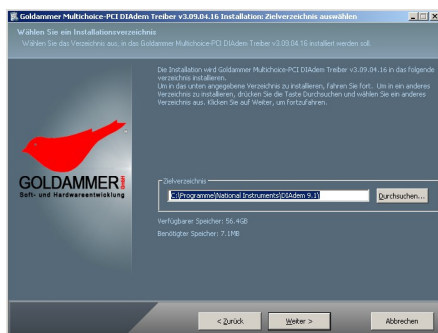 Goldammer Multichoice-PCI DIAdem Treiber v3.09.04.16 Installation: Zielverzeichnis auswählen
Wählen Sie ein Installationsverzeichnis
Wählen Sie das Verzeichnis aus, in das Goldammer Multichoice-PCI DIAdem Treiber v3.09.04.16 installiert werden soll.
Die Installation wird Goldammer Multichoice-PCI DIAdem Treiber v3.09.04.16 in das folgende
verzeichnis installieren.
Um in das unten angegebene Verzeichnis zu installieren, fahren Sie fort. Um in ein anderes
Verzeichnis zu installieren, drücken Sie die Taste Durchsuchen und wählen Sie ein anderes
Verzeichnis aus. Klicken Sie auf Weiter, um fortzufahren.
GOLDAMMER GmbH
Soft- und Hardwareentwicklung
Zielverzeichnis
C:\Programme\National Instruments\DIAdem 9.1\
Durchsuchen...
Verfügbarer Speicher: 56.4GB
Benötigter Speicher: 7.1MB
< Zurück
Weiter >
Abbrechen